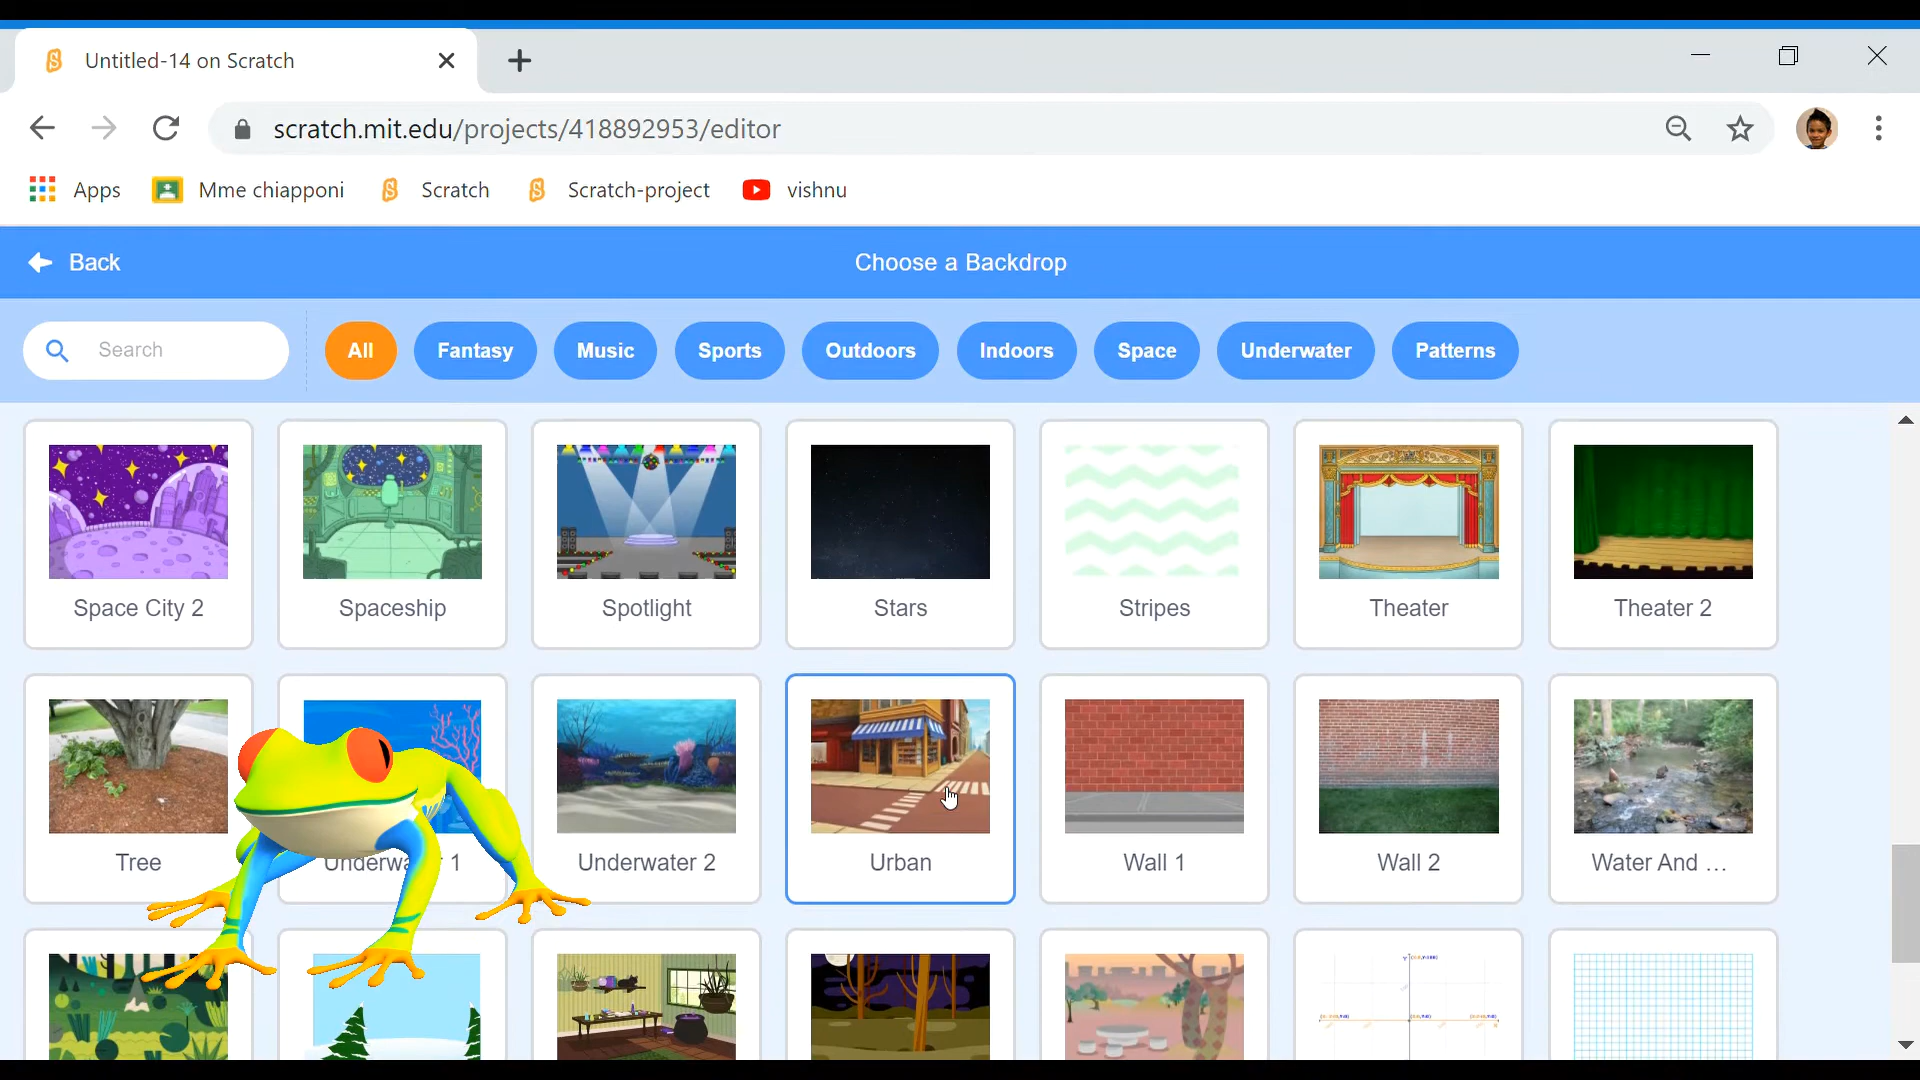 Untitled-14 on Scratch
scratch.mit.edu/projects/418892953/editor
Apps Mme chiapponi Scratch Scratch-project vishnu
Back Choose a Backdrop
Search All Fantasy Music Sports Outdoors Indoors Space Underwater Patterns
Space City 2 Spaceship Spotlight Stars Stripes Theater Theater 2
Tree Underwa 1 Underwater 2 Urban Wall 1 Wall 2 Water And ...